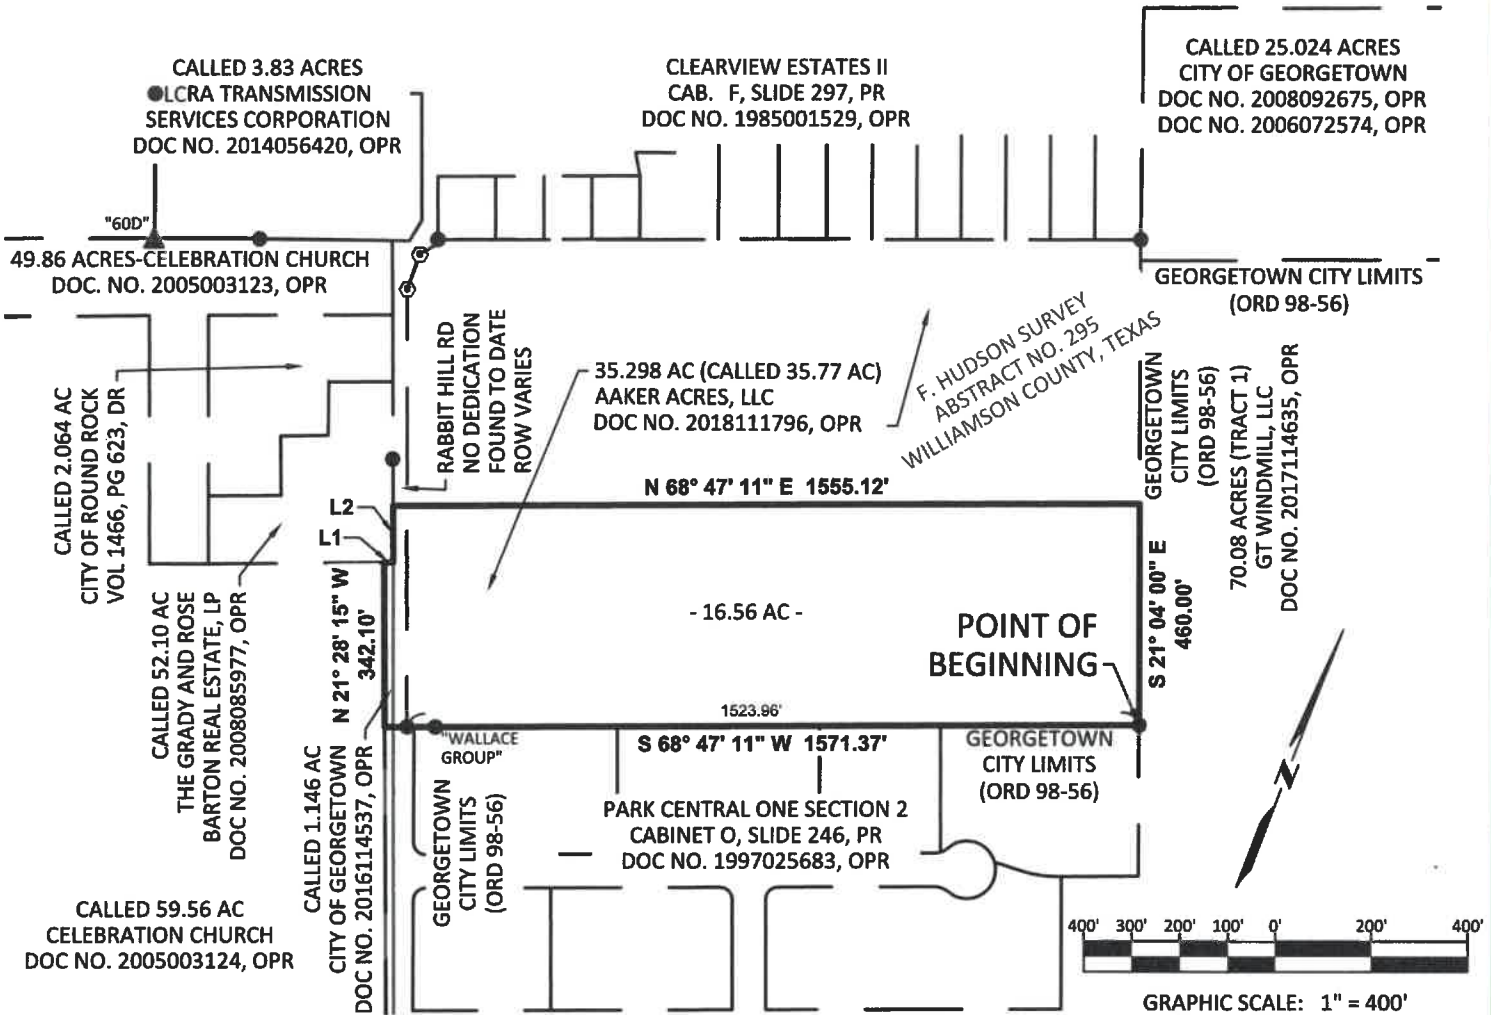 CALLED 3.83 ACRES
LCRA TRANSMISSION
SERVICES CORPORATION
DOC NO. 2014056420, OPR
CLEARVIEW ESTATES II
CAB. F, SLIDE 297, PR
DOC NO. 1985001529, OPR
CALLED 25.024 ACRES
CITY OF GEORGETOWN
DOC NO. 2008092675, OPR
DOC NO. 2006072574, OPR
"60D"
49.86 ACRES-CELEBRATION CHURCH
DOC. NO. 2005003123, OPR
GEORGETOWN CITY LIMITS
(ORD 98-56)
CALLED 2.064 AC
CITY OF ROUND ROCK
VOL 1466, PG 623, DR
RABBIT HILL RD
NO DEDICATION
FOUND TO DATE
ROW VARIES
35.298 AC (CALLED 35.77 AC)
AAKER ACRES, LLC
DOC NO. 2018111796, OPR
F. HUDSON SURVEY
ABSTRACT NO. 295
WILLIAMSON COUNTY, TEXAS
GEORGETOWN
CITY LIMITS
(ORD 98-56)
70.08 ACRES (TRACT 1)
GT WINDMILL, LLC
DOC NO. 2017114635, OPR
N 68° 47' 11" E 1555.12'
L2
L1
N 21° 28' 15" W
342.10'
- 16.56 AC -
POINT OF
BEGINNING
S 21° 04' 00" E
460.00'
CALLED 52.10 AC
THE GRADY AND ROSE
BARTON REAL ESTATE, LP
DOC NO. 2008085977, OPR
1523.96'
"WALLACE
GROUP"
S 68° 47' 11" W 1571.37'
GEORGETOWN
CITY LIMITS
(ORD 98-56)
CALLED 1.146 AC
CITY OF GEORGETOWN
DOC NO. 2016114537, OPR
GEORGETOWN
CITY LIMITS
(ORD 98-56)
PARK CENTRAL ONE SECTION 2
CABINET O, SLIDE 246, PR
DOC NO. 1997025683, OPR
N
CALLED 59.56 AC
CELEBRATION CHURCH
DOC NO. 2005003124, OPR
400' 300' 200' 100' 0' 200' 400'
GRAPHIC SCALE: 1" = 400'